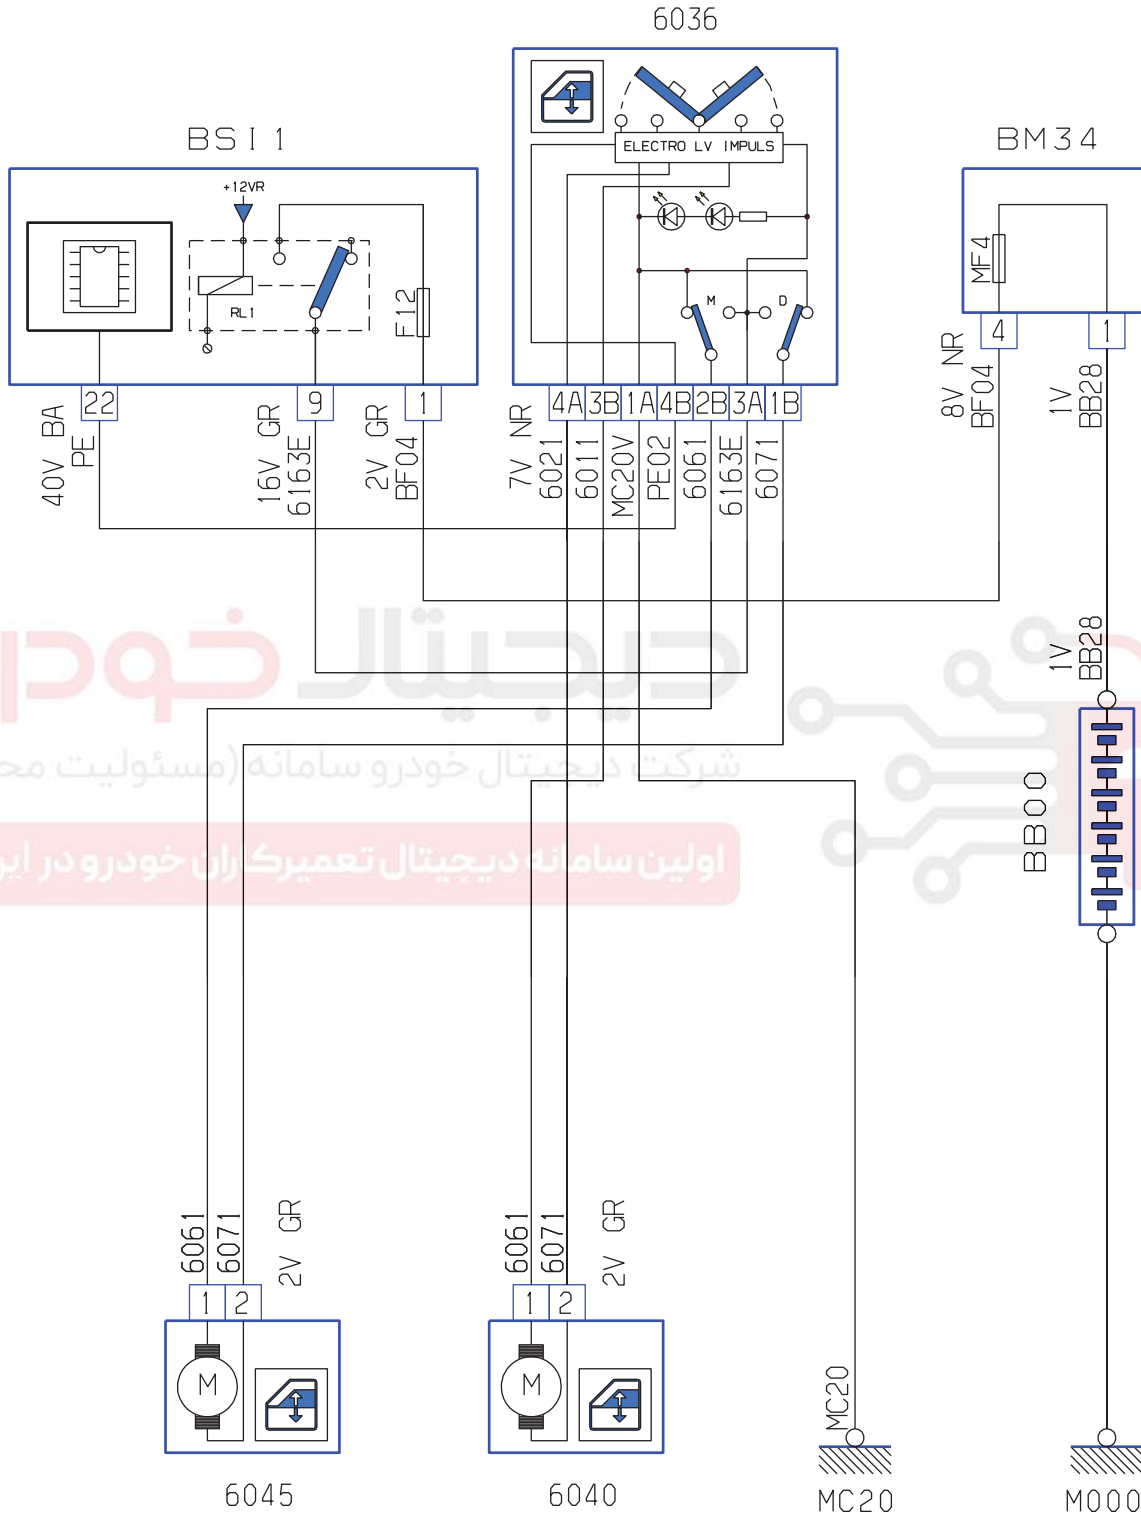 6036
BSI 1
BM34
ELECTRO LV IMPULS
+12VR
RL1
F12
MF4
M
D
22
9
1
4A
3B
1A
4B
2B
3A
1B
4
1
40V BA
PE
16V GR
6163E
2V GR
BF04
7V NR
6021
6011
MC20V
PE02
6061
6163E
6071
8V NR
BF04
1V
BB28
1V
BB28
دیجیتال خودر
شرکت دیجیتال خودرو سامانه (مسئولیت مح
اولین سامانه دیجیتال تعمیرکاران خودرو در ایر
BB00
6061
6071
2V GR
1
2
M
6045
6061
6071
2V GR
1
2
M
6040
MC20
MC20
M000